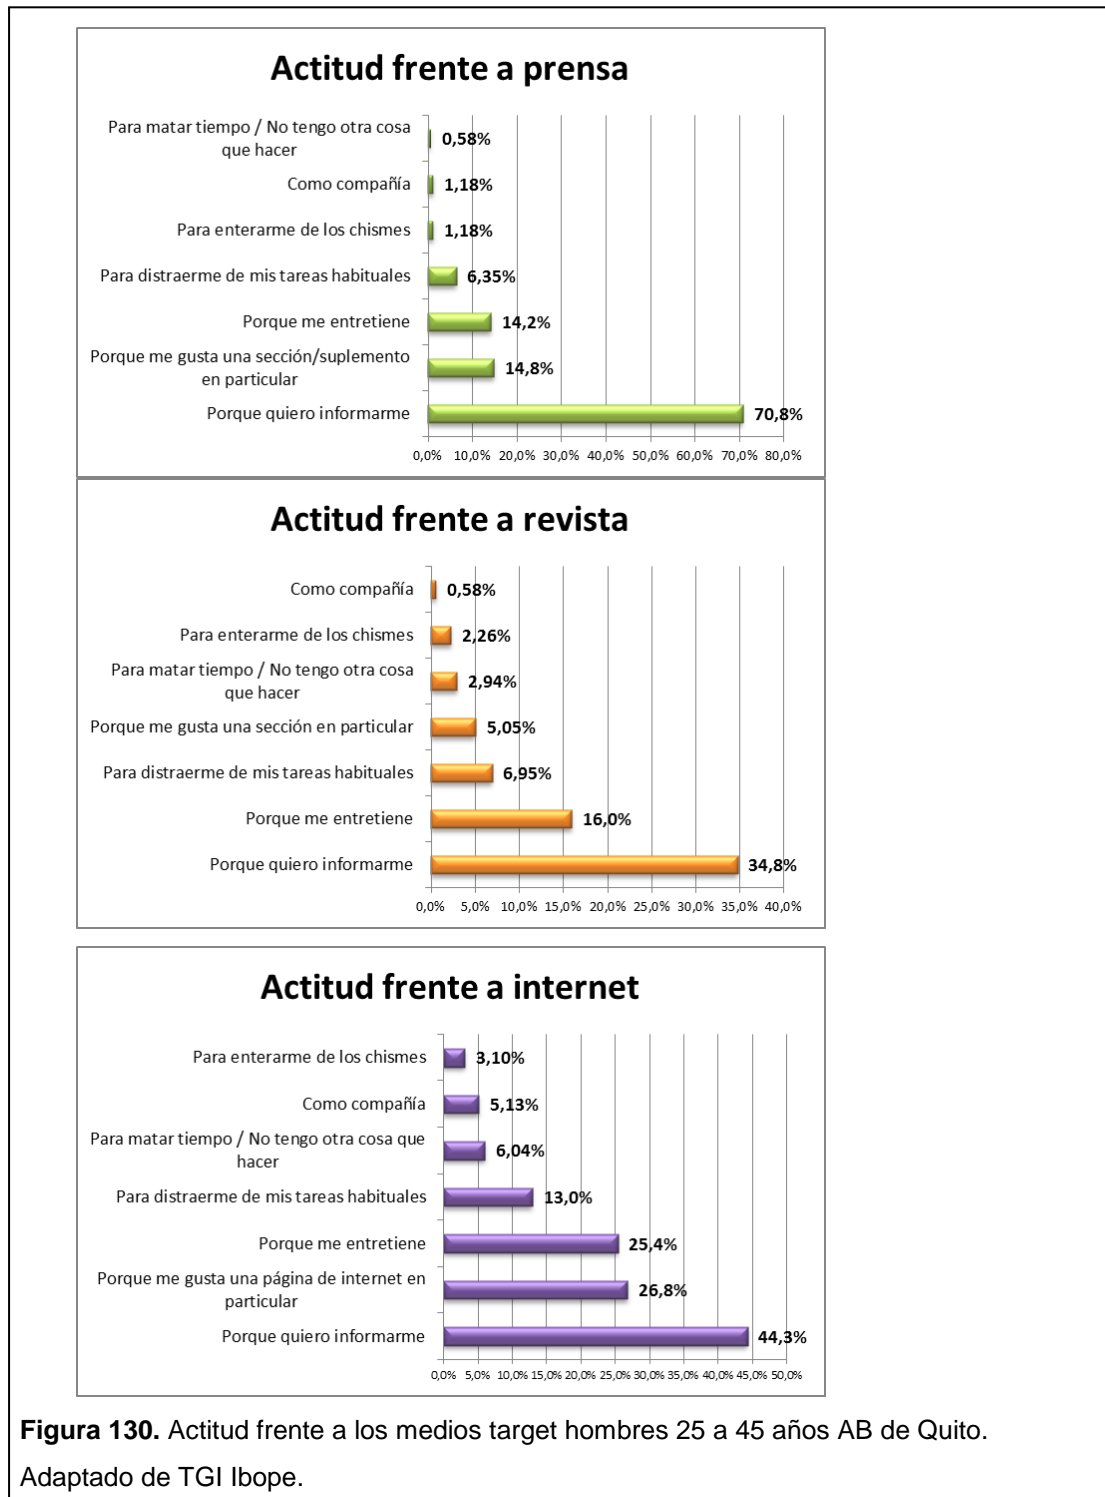 Actitud frente a prensa
Para matar tiempo / No tengo otra cosa
que hacer
0,58%
Como compañía
1,18%
Para enterarme de los chismes
1,18%
Para distraerme de mis tareas habituales
6,35%
Porque me entretiene
14,2%
Porque me gusta una sección/suplemento
en particular
14,8%
Porque quiero informarme
70,8%
0,0% 10,0% 20,0% 30,0% 40,0% 50,0% 60,0% 70,0% 80,0%
Actitud frente a revista
Como compañía
0,58%
Para enterarme de los chismes
2,26%
Para matar tiempo / No tengo otra cosa
que hacer
2,94%
Porque me gusta una sección en particular
5,05%
Para distraerme de mis tareas habituales
6,95%
Porque me entretiene
16,0%
Porque quiero informarme
34,8%
0,0% 5,0% 10,0% 15,0% 20,0% 25,0% 30,0% 35,0% 40,0%
Actitud frente a internet
Para enterarme de los chismes
3,10%
Como compañía
5,13%
Para matar tiempo / No tengo otra cosa que
hacer
6,04%
Para distraerme de mis tareas habituales
13,0%
Porque me entretiene
25,4%
Porque me gusta una página de internet en
particular
26,8%
Porque quiero informarme
44,3%
0,0% 5,0% 10,0% 15,0% 20,0% 25,0% 30,0% 35,0% 40,0% 45,0% 50,0%
Figura 130. Actitud frente a los medios target hombres 25 a 45 años AB de Quito.
Adaptado de TGI Ibope.